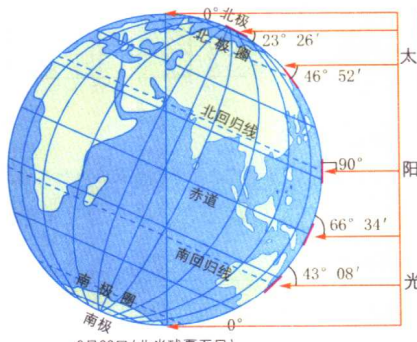 0°北极
北极圈
23° 26′
太
46° 52′
北回归线
90°
阳
赤道
66° 34′
南回归线
43° 08′
光
南极圈
南极
0°